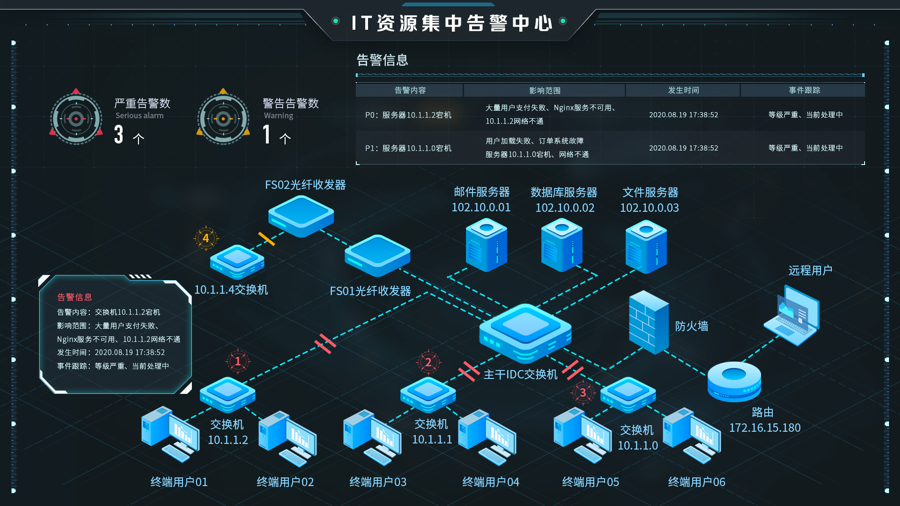 IT资源集中告警中心
告警信息
严重告警数
Serious alarm
3 个
警告告警数
Warning
1 个
告警内容 影响范围 发生时间 事件跟踪
P0：服务器10.1.1.2宕机 大量用户支付失败、Nginx服务不可用、 2020.08.19 17:38:52 等级严重、当前处理中
10.1.1.2网络不通
P1：服务器10.1.1.0宕机 用户加载失败、订单系统故障 2020.08.19 17:38:52 等级严重、当前处理中
服务器10.1.1.0宕机、网络不通
FS02光纤收发器
邮件服务器
102.10.0.01
数据库服务器
102.10.0.02
文件服务器
102.10.0.03
4
10.1.1.4交换机
FS01光纤收发器
远程用户
告警信息
告警内容：交换机10.1.1.2宕机
影响范围：大量用户支付失败、
Nginx服务不可用、10.1.1.2网络不通
发生时间：2020.08.19 17:38:52
事件跟踪：等级严重、当前处理中
防火墙
主干IDC交换机
1
2
3
交换机
10.1.1.2
交换机
10.1.1.1
交换机
10.1.1.0
路由
172.16.15.180
终端用户01
终端用户02
终端用户03
终端用户04
终端用户05
终端用户06